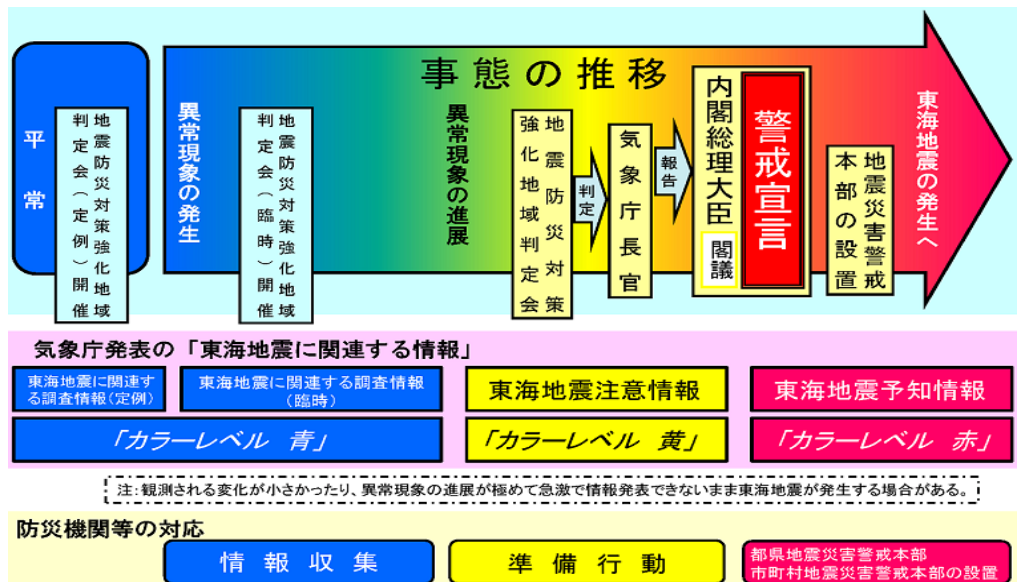 事態の推移
平常
地震防災対策強化地域
判定会(定例)開催
異常現象の発生
地震防災対策強化地域
判定会(臨時)開催
異常現象の進展
地震防災対策
強化地域判定会
判定
気象庁長官
報告
内閣総理大臣
閣議
警戒宣言
地震災害警戒
本部の設置
東海地震の発生へ
気象庁発表の「東海地震に関連する情報」
東海地震に関連す
る調査情報(定例)
東海地震に関連する調査情報
(臨時)
東海地震注意情報
東海地震予知情報
「カラーレベル 青」
「カラーレベル 黄」
「カラーレベル 赤」
注:観測される変化が小さかったり、異常現象の進展が極めて急激で情報発表できないまま東海地震が発生する場合がある。
防災機関等の対応
情報収集
準備行動
都県地震災害警戒本部
市町村地震災害警戒本部の設置